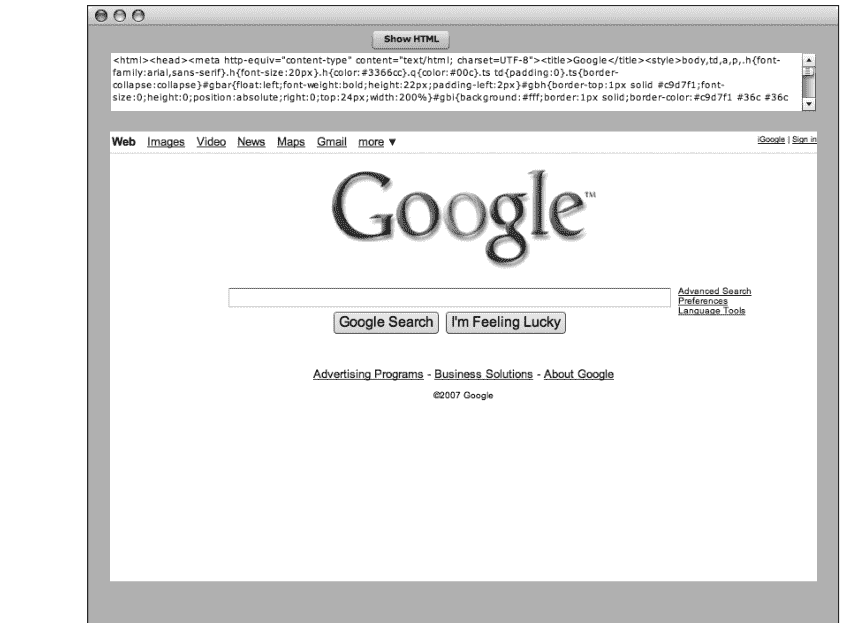 Show HTML
<html><head><meta http-equiv="content-type" content="text/html; charset=UTF-8"><title>Google</title><style>body,td,a,p,.h{font-
family:arial,sans-serif}.h{font-size:20px}.h{color:#3366cc}.q{color:#00c}.ts td{padding:0}.ts{border-
collapse:collapse}#gbar{float:left;font-weight:bold;height:22px;padding-left:2px}#gbh{border-top:1px solid #c9d7f1;font-
size:0;height:0;position:absolute;right:0;top:24px;width:200%}#gbi{background:#fff;border:1px solid;border-color:#c9d7f1 #36c #36c
Web Images Video News Maps Gmail more ▼ iGoogle | Sign in
Google™
Advanced Search
Preferences
Language Tools
Google Search I'm Feeling Lucky
Advertising Programs - Business Solutions - About Google
©2007 Google